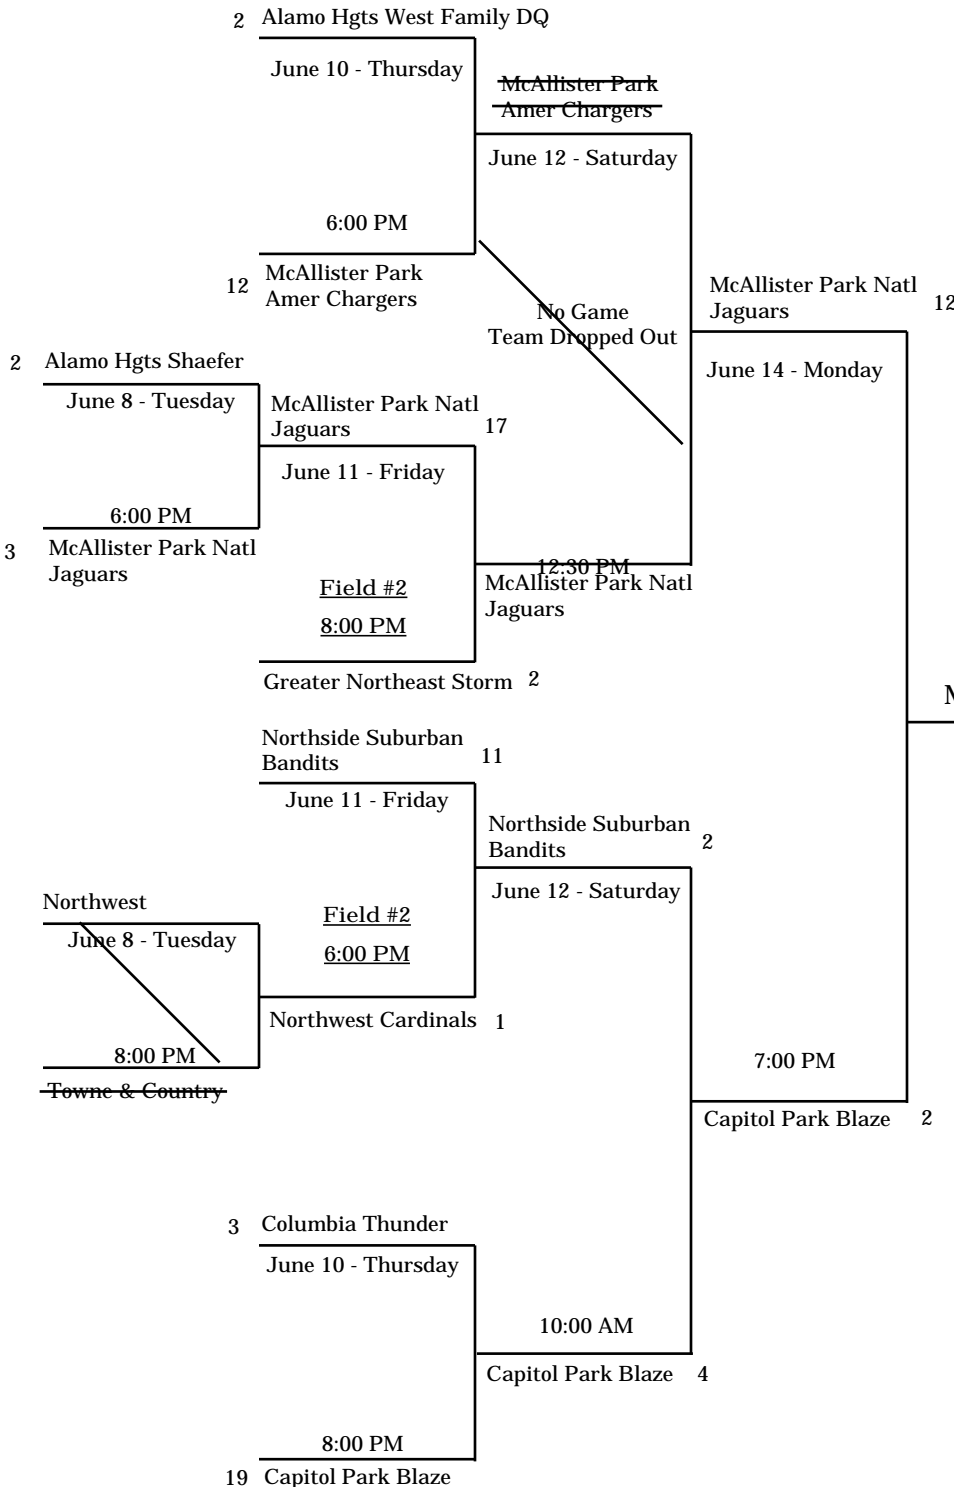 2 Alamo Hgts West Family DQ
June 10 - Thursday
McAllister Park
Amer Chargers
June 12 - Saturday
6:00 PM
12 McAllister Park
Amer Chargers
No Game
Team Dropped Out
McAllister Park Natl
Jaguars 12
June 14 - Monday
2 Alamo Hgts Shaefer
June 8 - Tuesday
McAllister Park Natl
Jaguars 17
June 11 - Friday
6:00 PM
3 McAllister Park Natl
Jaguars
Field #2
8:00 PM
12:30 PM
McAllister Park Natl
Jaguars
Greater Northeast Storm 2
M
Northside Suburban
Bandits 11
June 11 - Friday
Northside Suburban
Bandits 2
June 12 - Saturday
Northwest
June 8 - Tuesday
Field #2
6:00 PM
Northwest Cardinals 1
8:00 PM
Towne & Country
7:00 PM
Capitol Park Blaze 2
3 Columbia Thunder
June 10 - Thursday
10:00 AM
Capitol Park Blaze 4
8:00 PM
19 Capitol Park Blaze